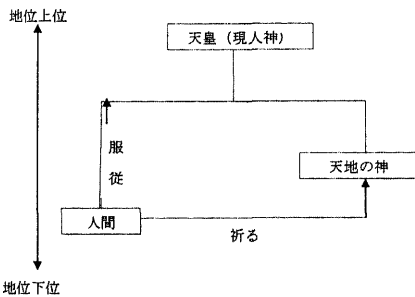 地位上位
天皇（現人神）
服従
天地の神
人間
祈る
地位下位